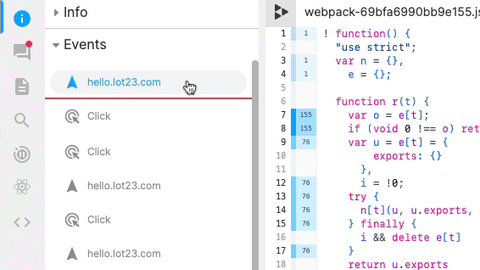 Info
Events
hello.lot23.com
Click
Click
hello.lot23.com
Click
hello.lot23.com
webpack-69bfa6990bb9e155.js
1 1 ! function() {
2 "use strict";
3 1 var n = {},
4 1 e = {};
5
6 function r(t) {
7 155 var o = e[t];
8 155 if (void 0 !== o) ret
9 76 var u = e[t] = {
10 exports: {}
11 },
12 76 i = !0;
13 76 try {
14 76 n[t](u, u.exports,
15 76 } finally {
16 76 i && delete e[t]
17 76 }
18 return u.exports